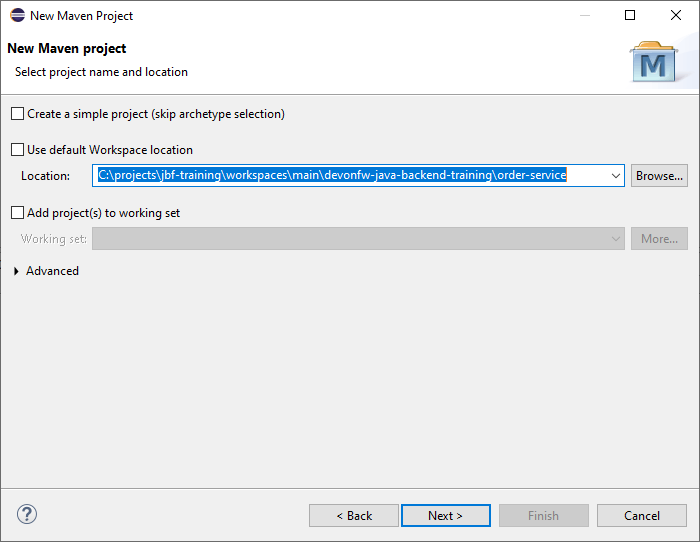 New Maven Project
New Maven project
Select project name and location
M
Create a simple project (skip archetype selection)
Use default Workspace location
Location: C:\projects\jbf-training\workspaces\main\devonfw-java-backend-training\order-service Browse...
Add project(s) to working set
Working set: More...
Advanced
? < Back Next > Finish Cancel